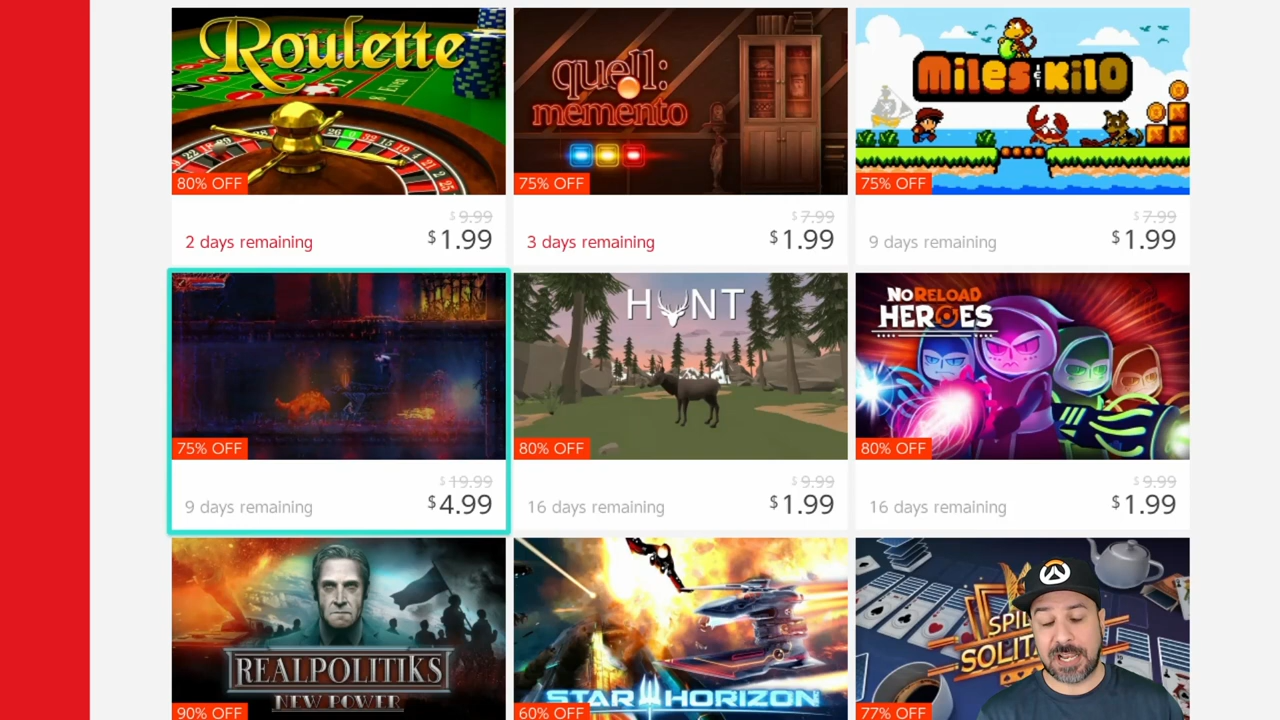 Roulette
80% OFF
$9.99
2 days remaining
$1.99
quell:
memento
75% OFF
$7.99
3 days remaining
$1.99
Miles & Kilo
75% OFF
$7.99
9 days remaining
$1.99
75% OFF
$19.99
9 days remaining
$4.99
HUNT
80% OFF
$9.99
16 days remaining
$1.99
NO RELOAD
HEROES
80% OFF
$9.99
16 days remaining
$1.99
REALPOLITIKS
NEW POWER
90% OFF
STAR HORIZON
60% OFF
77% OFF